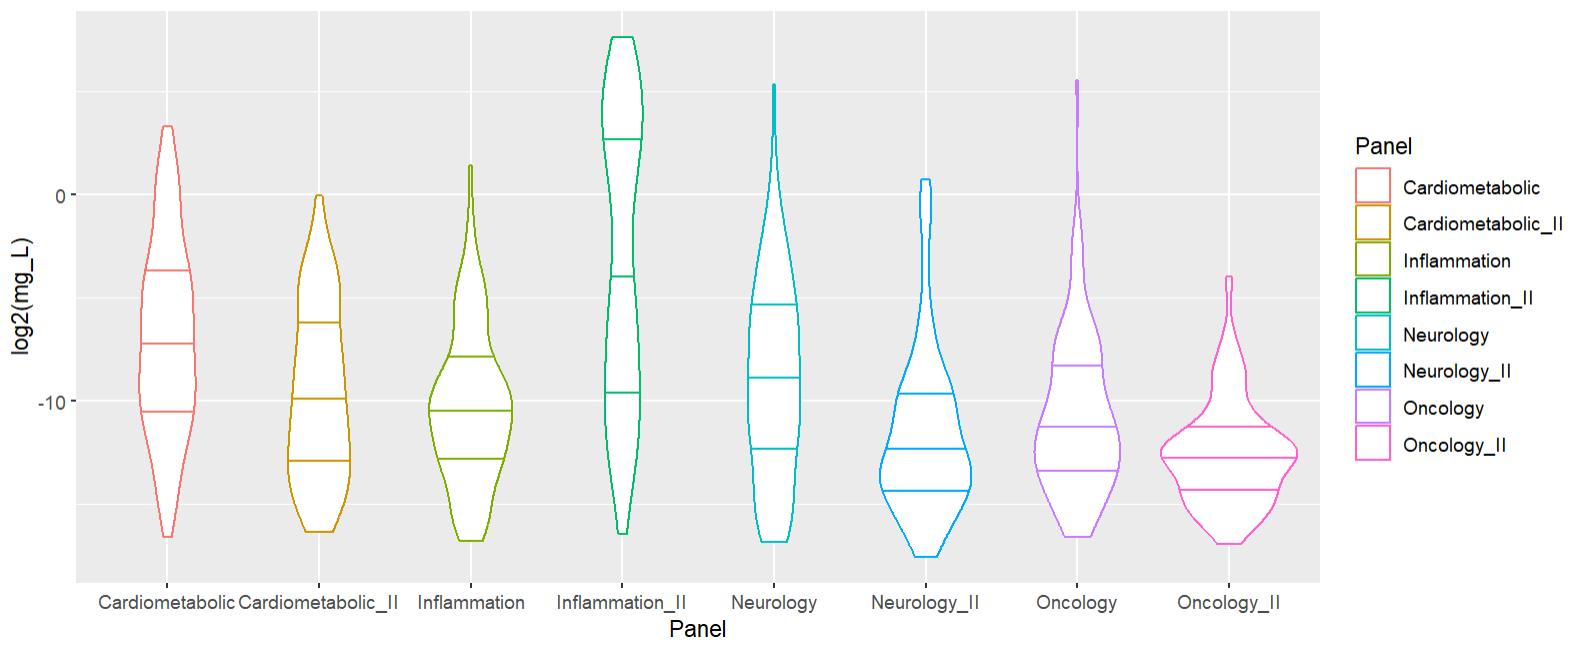 log2(mg_L)
0
-10
Cardiometabolic Cardiometabolic_II Inflammation Inflammation_II Neurology Neurology_II Oncology Oncology_II
Panel
Panel
Cardiometabolic
Cardiometabolic_II
Inflammation
Inflammation_II
Neurology
Neurology_II
Oncology
Oncology_II